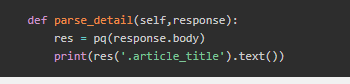 def parse_detail(self,response):
    res = pq(response.body)
    print(res('.article_title').text())